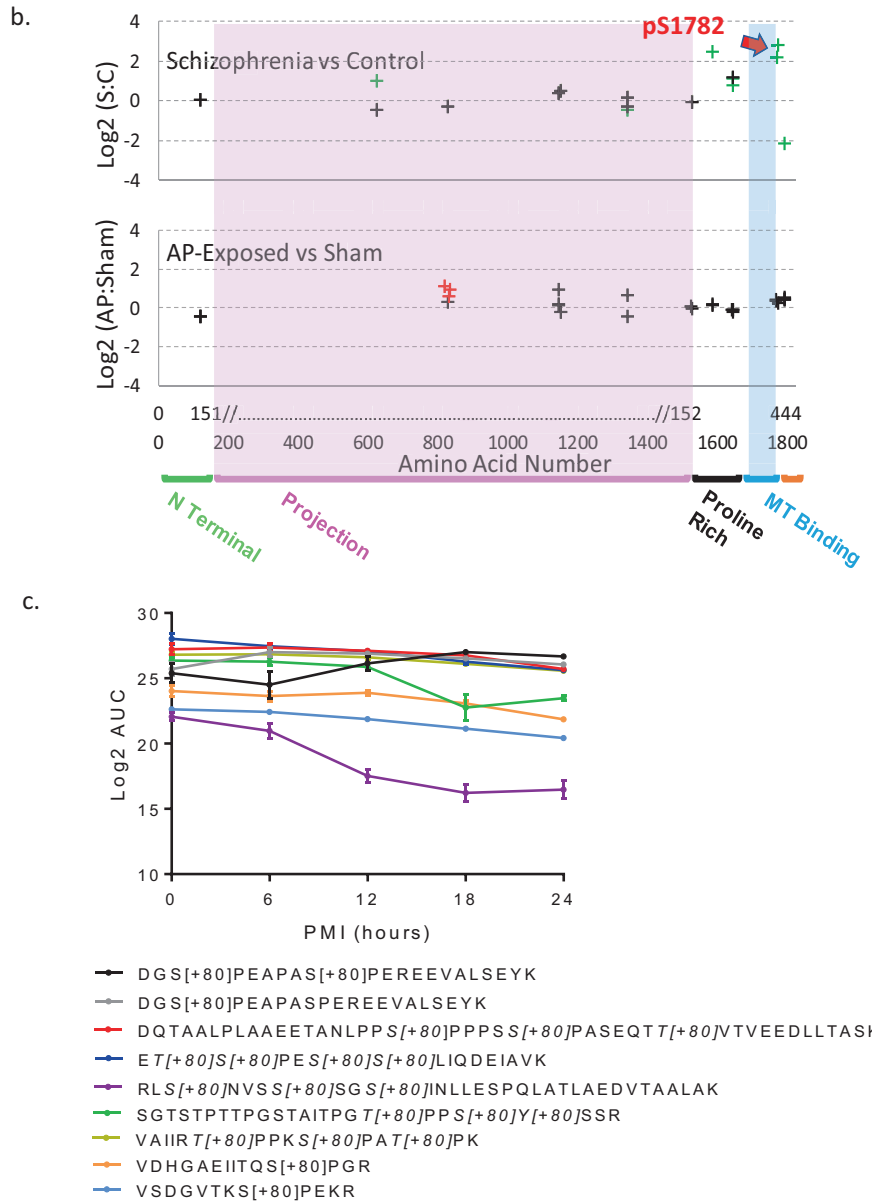 b.
pS1782
Schizophrenia vs Control
Log2 (S:C)
4
2
0
-2
-4
AP-Exposed vs Sham
Log2 (AP:Sham)
4
2
0
-2
-4
0 151//.......................................................................//152 444
0 200 400 600 800 1000 1200 1400 1600 1800
Amino Acid Number
N Terminal
Projection
Proline
Rich
MT Binding
c.
Log2 AUC
30
25
20
15
10
0 6 12 18 24
PMI (hours)
DGS[+80]PEAPAS[+80]PEREEVALSEYK
DGS[+80]PEAPASPEREEVALSEYK
DQTAALPLAAEETANLPPS[+80]PPPSSS[+80]PASEQTT[+80]VTVEEDLLTASK
ET[+80]S[+80]PES[+80]S[+80]LIQDEIAVK
RLS[+80]NVSS[+80]SGS[+80]INLLESPQLATLAEDVTAALAK
SGTSTPTTPGSTAITPGT[+80]PPS[+80]Y[+80]SSR
VAIIRT[+80]PPKS[+80]PAT[+80]PK
VDHGAEIITQS[+80]PGR
VSDGVTKS[+80]PEKR